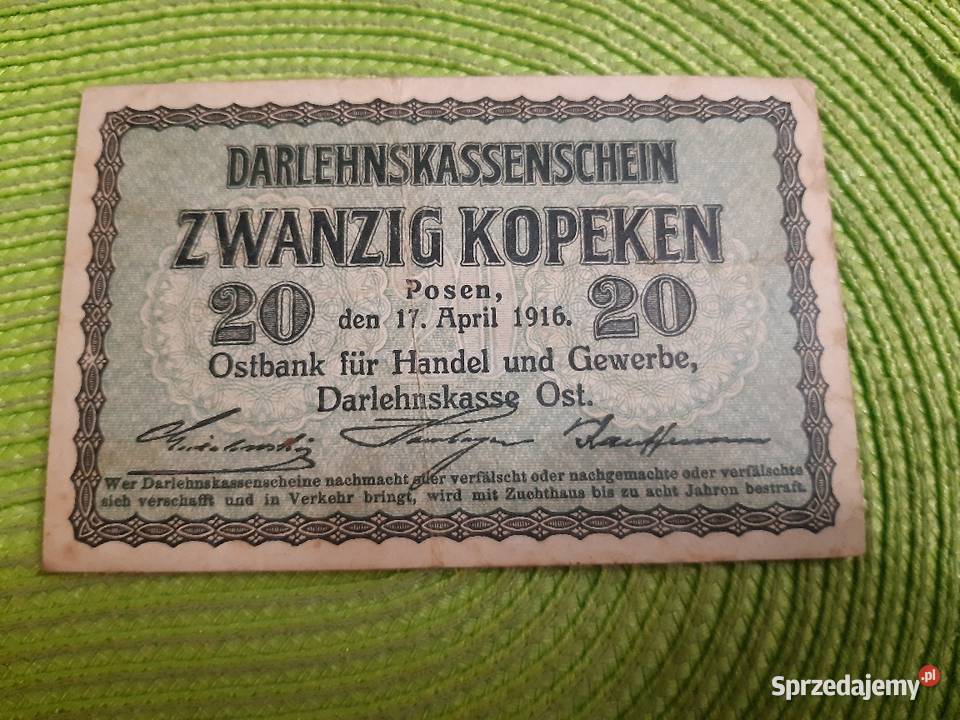 DARLEHNSKASSENSCHEIN
ZWANZIG KOPEKEN
20 Posen, 20
den 17. April 1916.
Ostbank für Handel und Gewerbe,
Darlehnskasse Ost.
Wer Darlehnskassenscheine nachmacht oder verfälscht oder nachgemachte oder verfälschte
sich verschafft und in Verkehr bringt, wird mit Zuchthaus bis zu acht Jahren bestraft.
Sprzedajemy.pl